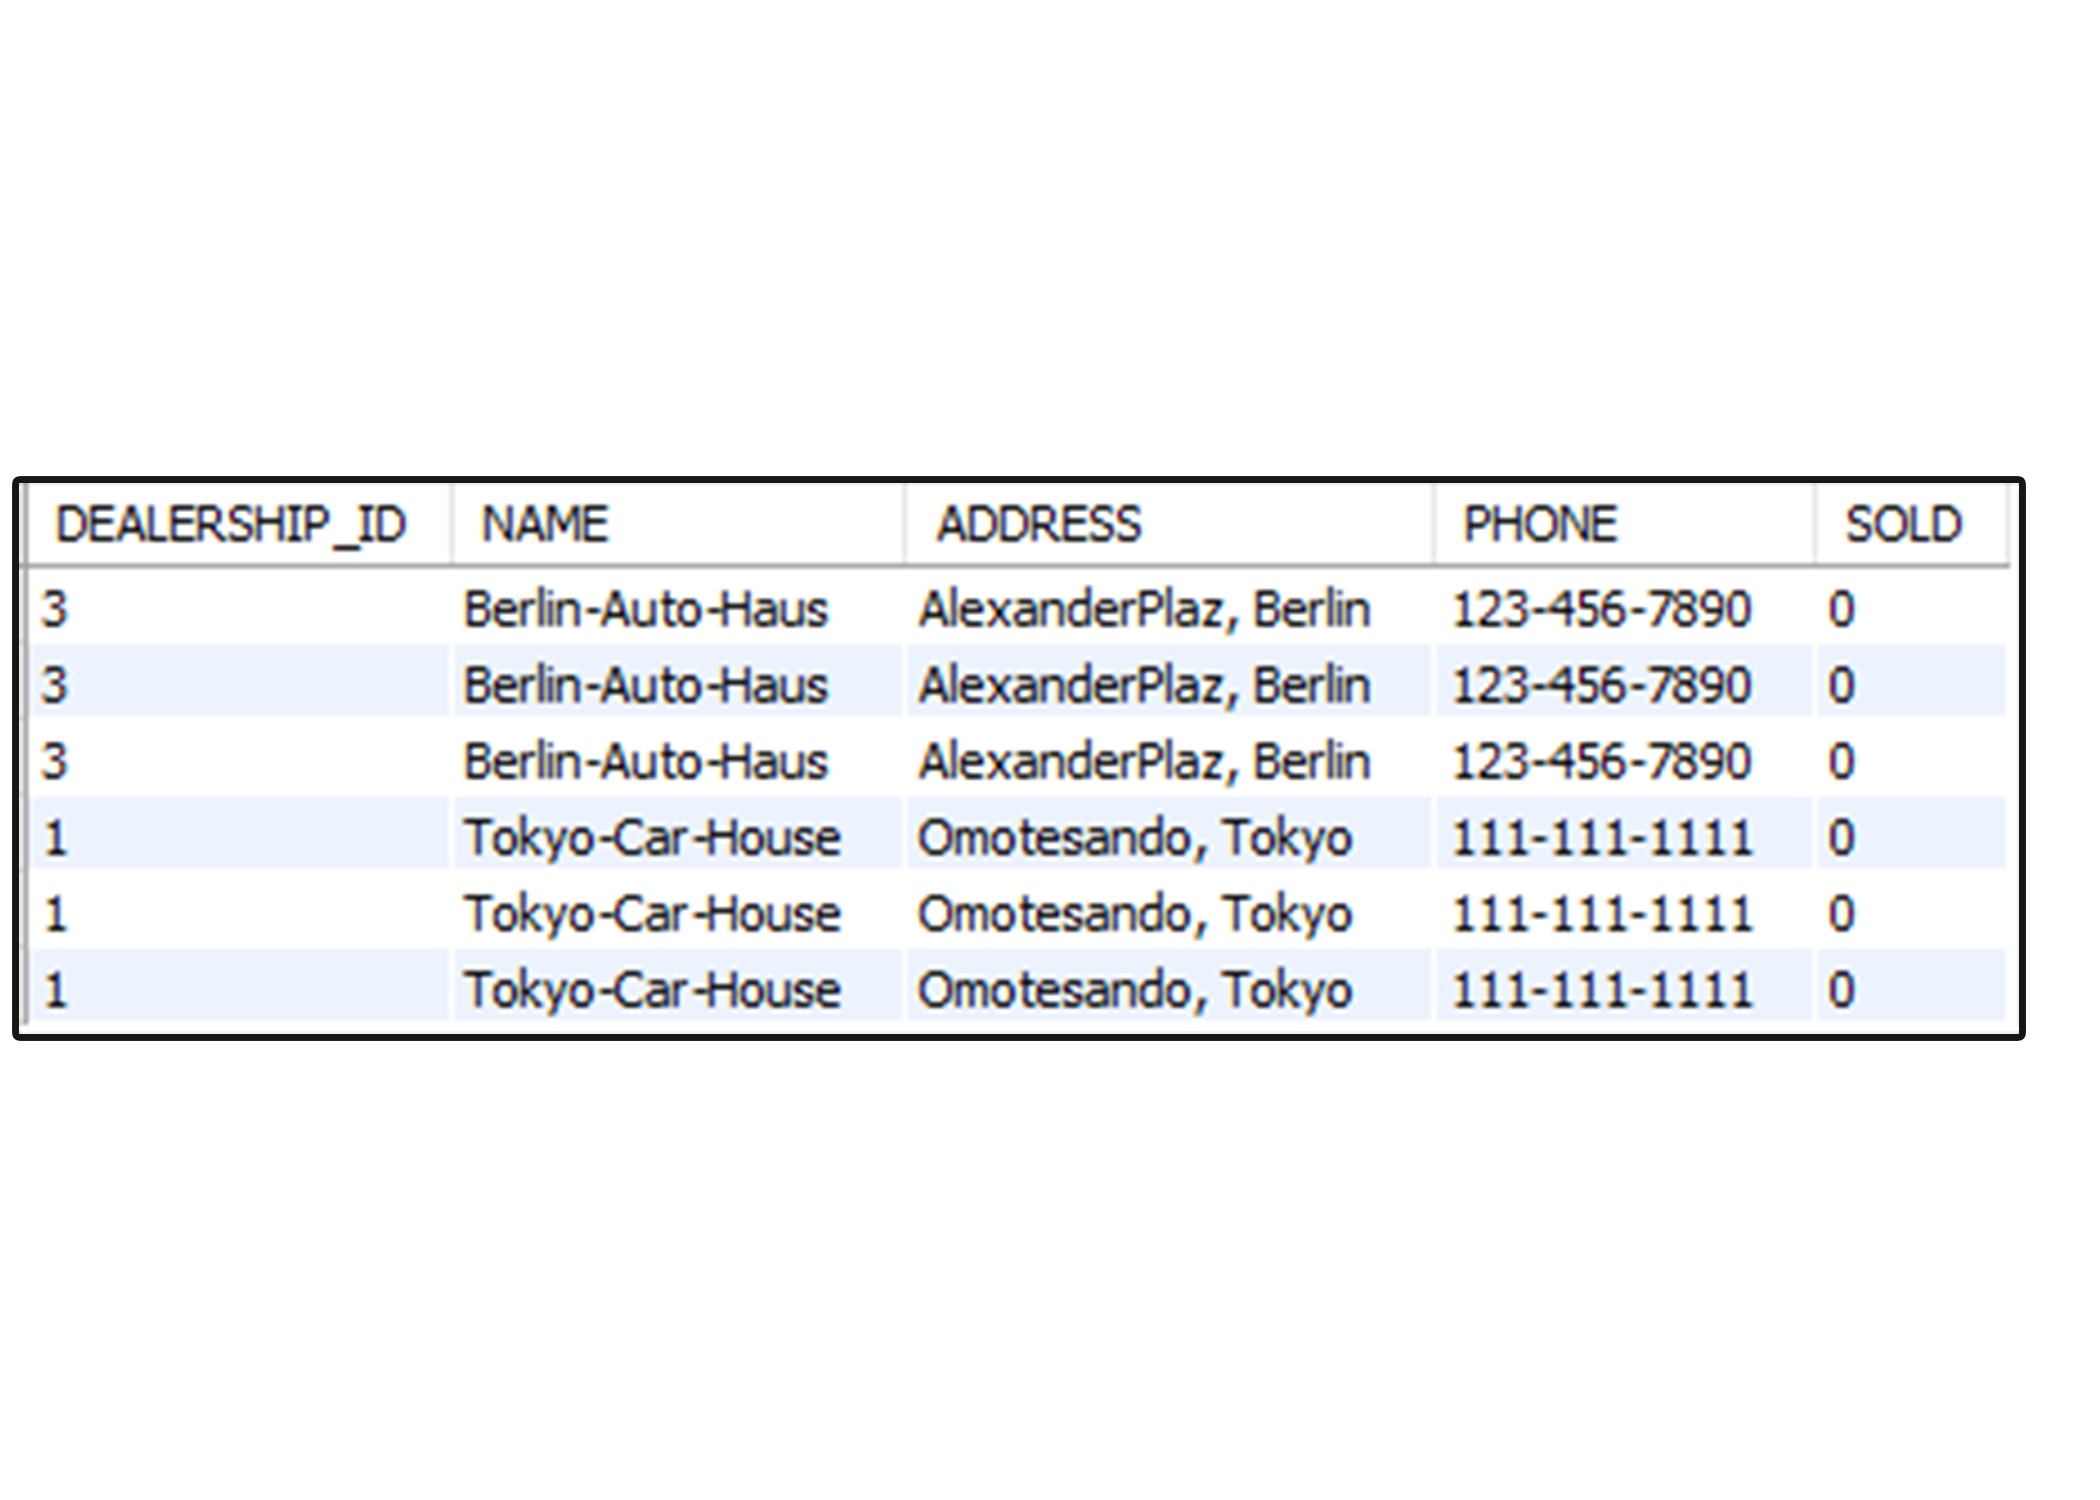 DEALERSHIP_ID NAME ADDRESS PHONE SOLD
3 Berlin-Auto-Haus AlexanderPlaz, Berlin 123-456-7890 0
3 Berlin-Auto-Haus AlexanderPlaz, Berlin 123-456-7890 0
3 Berlin-Auto-Haus AlexanderPlaz, Berlin 123-456-7890 0
1 Tokyo-Car-House Omotesando, Tokyo 111-111-1111 0
1 Tokyo-Car-House Omotesando, Tokyo 111-111-1111 0
1 Tokyo-Car-House Omotesando, Tokyo 111-111-1111 0